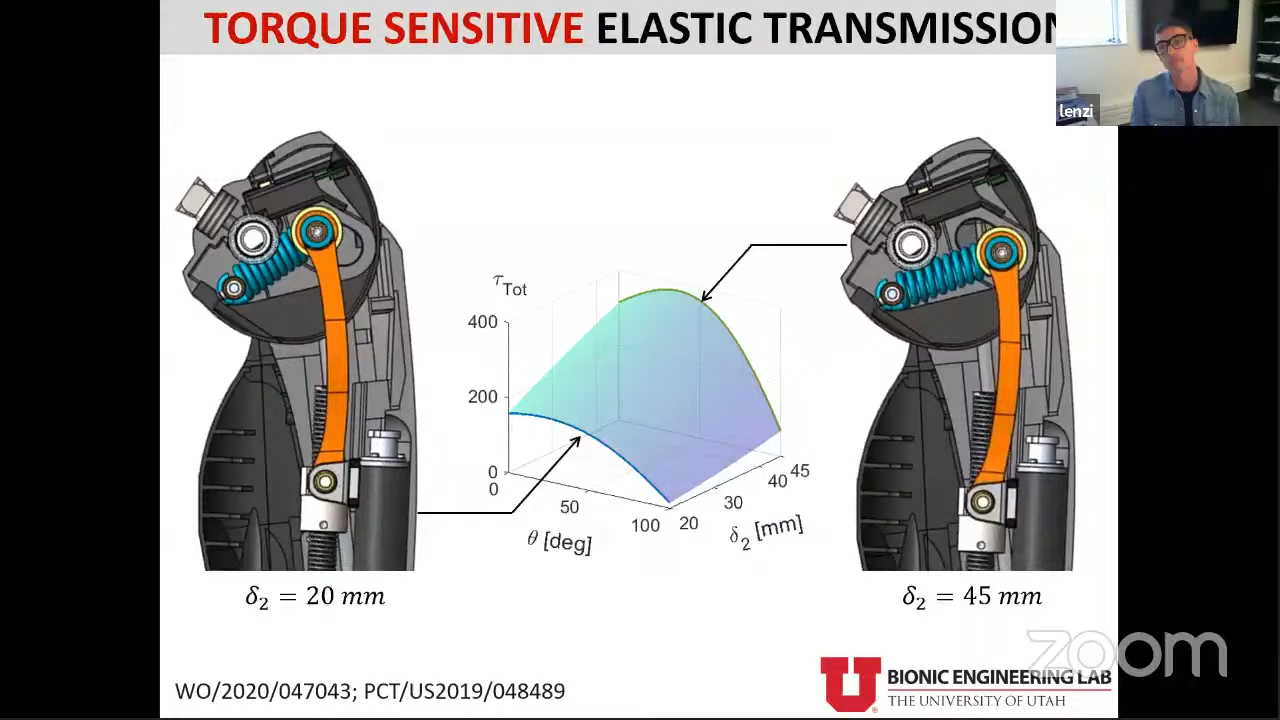 TORQUE SENSITIVE ELASTIC TRANSMISSION
lenzi
τTot
400
200
0
0
50
100
θ [deg]
20
30
40
45
δ2 [mm]
δ2 = 20 mm
δ2 = 45 mm
zoom
WO/2020/047043; PCT/US2019/048489
U
BIONIC ENGINEERING LAB
THE UNIVERSITY OF UTAH